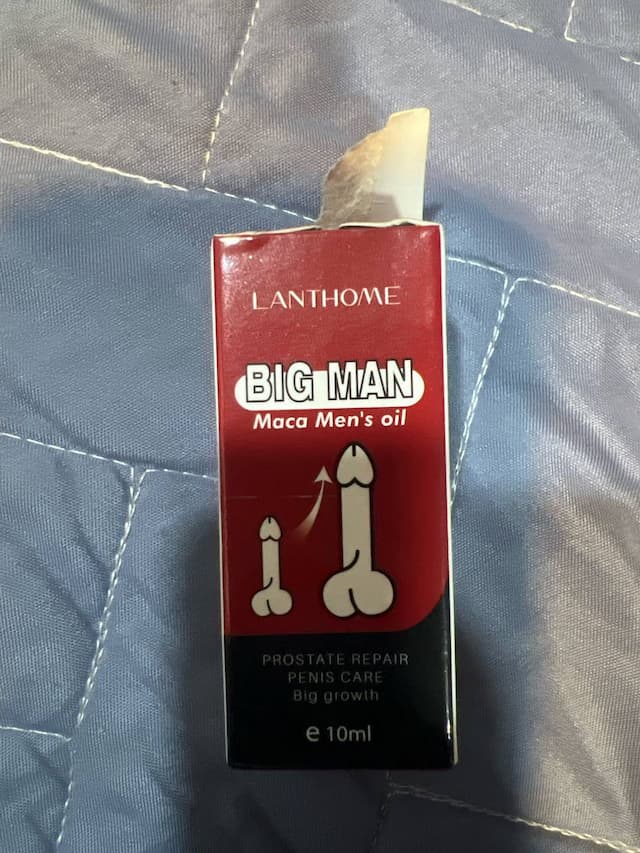 LANTHOME
BIG MAN
Maca Men's oil
PROSTATE REPAIR
PENIS CARE
Big growth
e 10ml